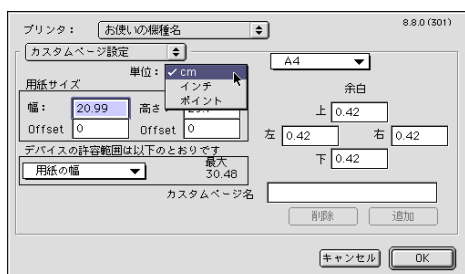 プリンタ： お使いの機種名 8.8.0 (301)
カスタムページ設定 A4
単位： ✓cm
インチ
ポイント
用紙サイズ
幅： 20.99 高さ
Offset 0 Offset 0
余白
上 0.42
左 0.42 右 0.42
下 0.42
デバイスの許容範囲は以下のとおりです
用紙の幅 最大
30.48
カスタムページ名
削除 追加
キャンセル OK